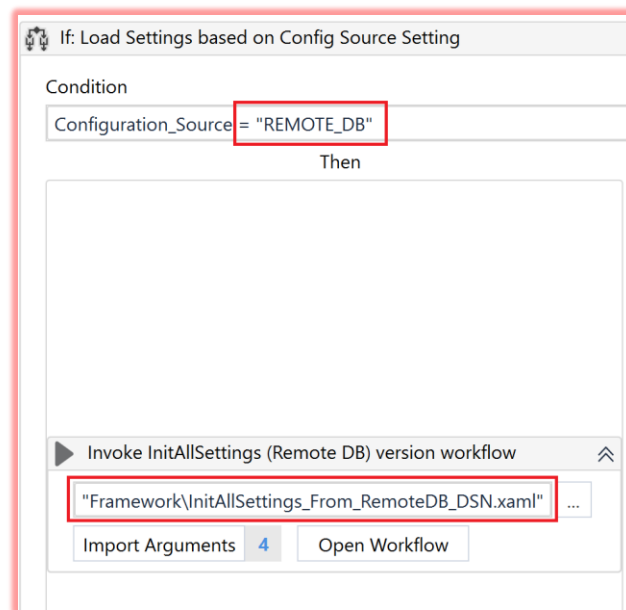 If: Load Settings based on Config Source Setting
Condition
Configuration_Source = "REMOTE_DB"
Then
Invoke InitAllSettings (Remote DB) version workflow
"Framework\InitAllSettings_From_RemoteDB_DSN.xaml" ...
Import Arguments 4 Open Workflow